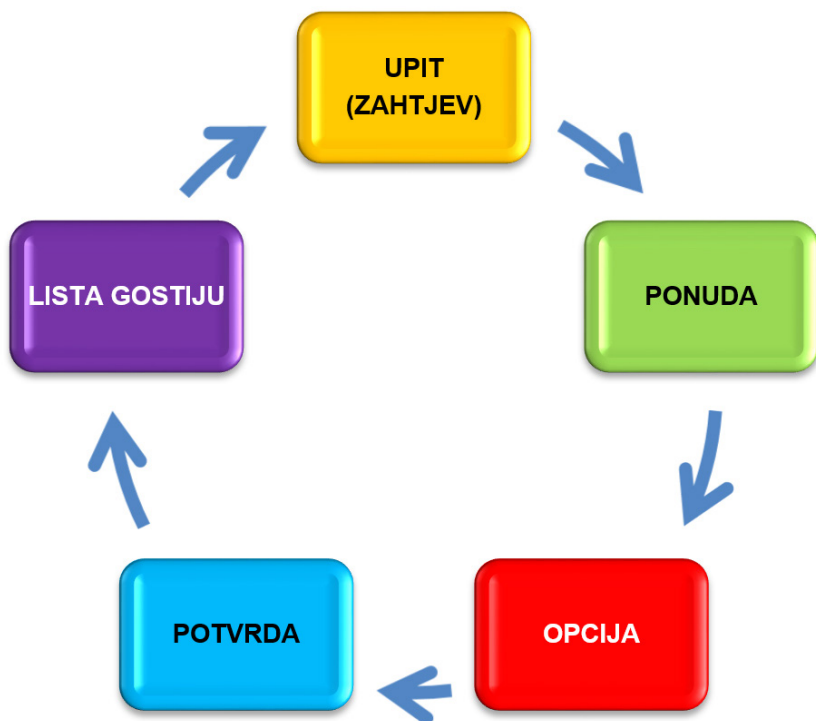 UPIT
(ZAHTJEV)
PONUDA
OPCIJA
POTVRDA
LISTA GOSTIJU